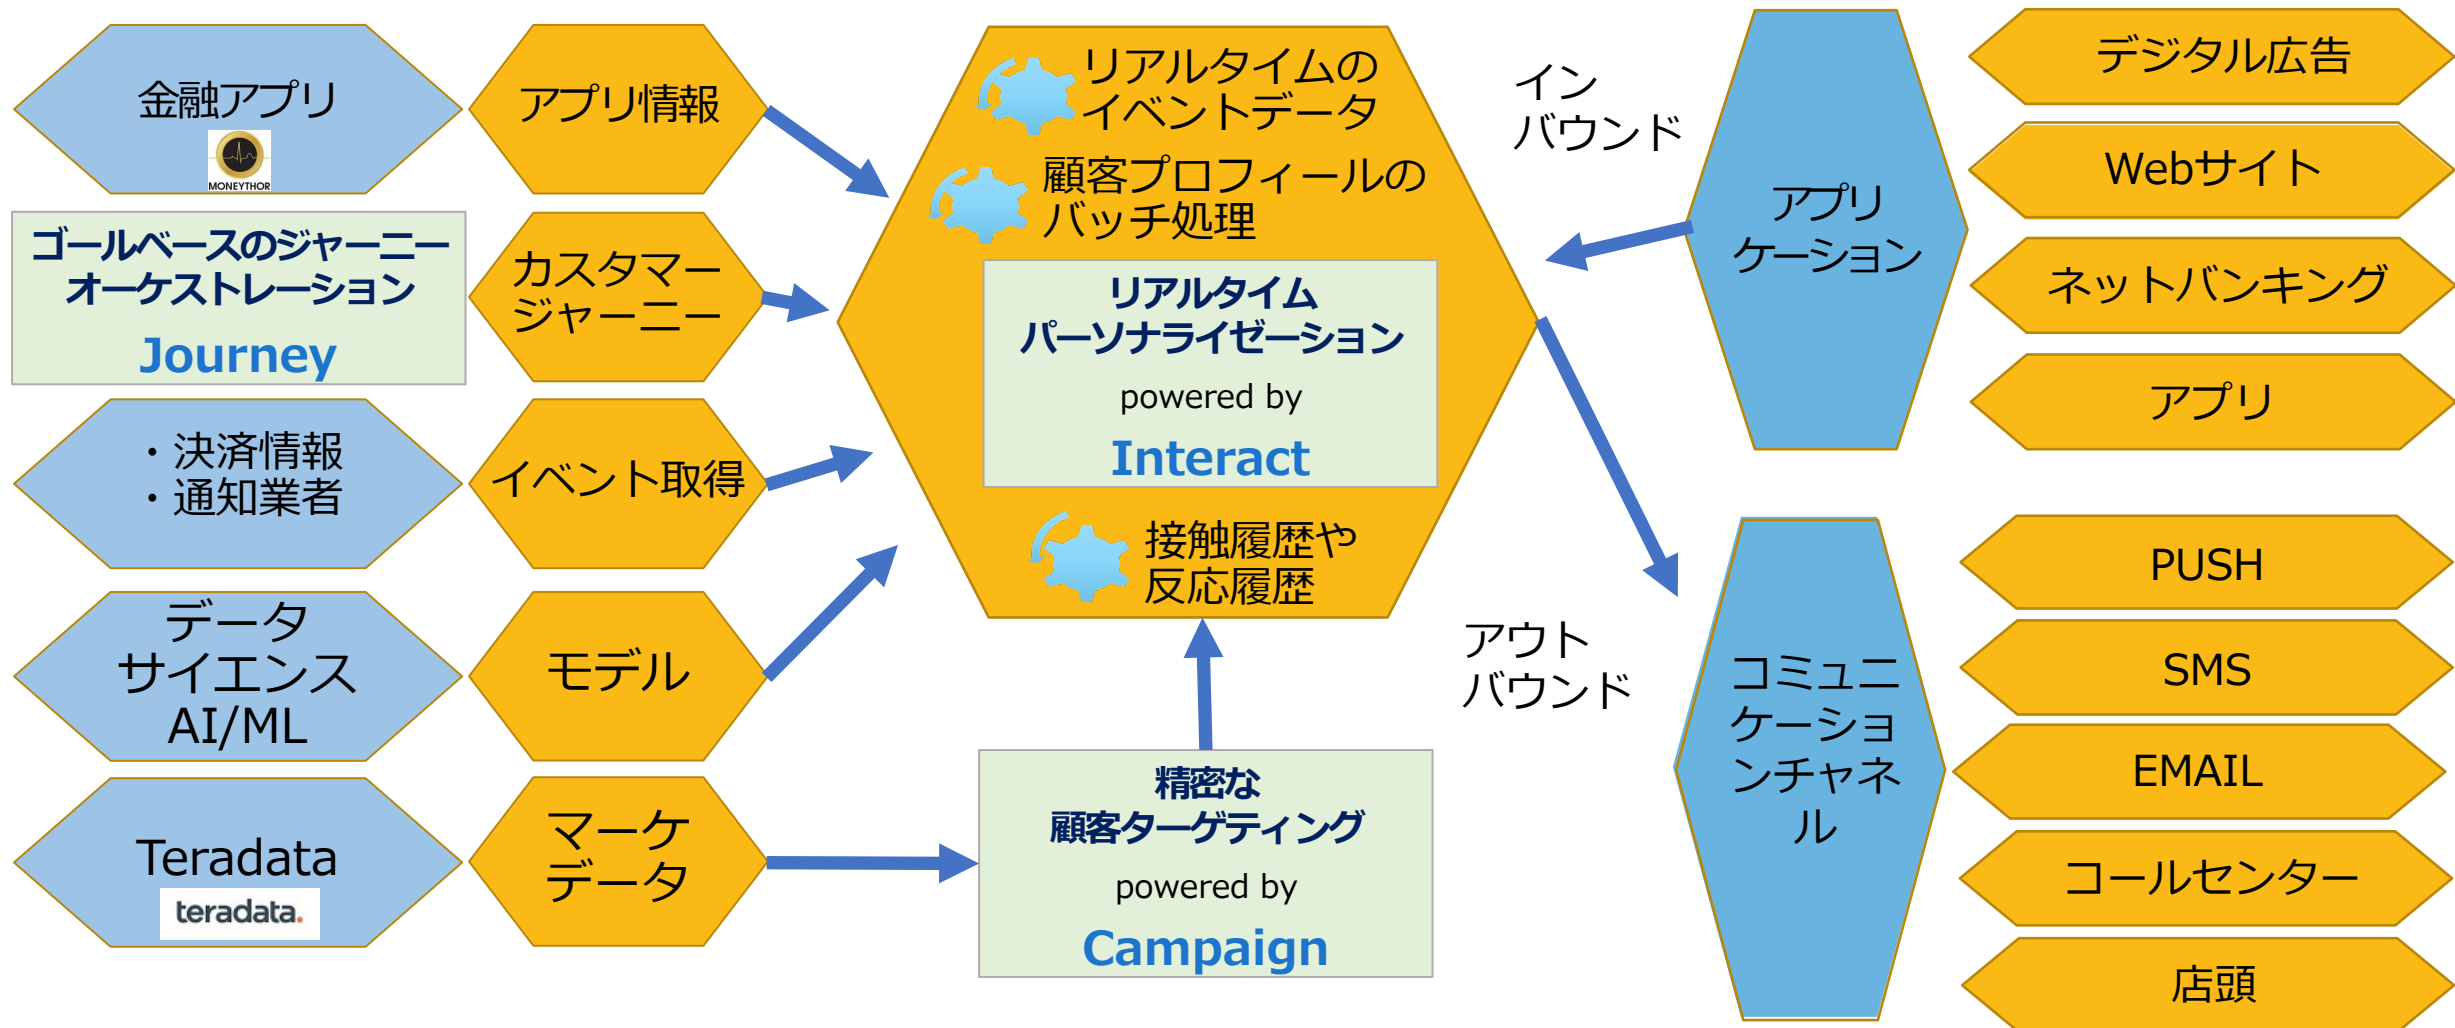 金融アプリ
MONEYTHOR
アプリ情報
ゴールベースのジャーニー
オーケストレーション
Journey
カスタマー
ジャーニー
・決済情報
・通知業者
イベント取得
データ
サイエンス
AI/ML
モデル
Teradata
teradata.
マーケ
データ
リアルタイムの
イベントデータ
顧客プロフィールの
バッチ処理
リアルタイム
パーソナライゼーション
powered by
Interact
接触履歴や
反応履歴
精密な
顧客ターゲティング
powered by
Campaign
イン
バウンド
アプリ
ケーション
デジタル広告
Webサイト
ネットバンキング
アプリ
アウト
バウンド
コミュニ
ケーショ
ンチャネ
ル
PUSH
SMS
EMAIL
コールセンター
店頭